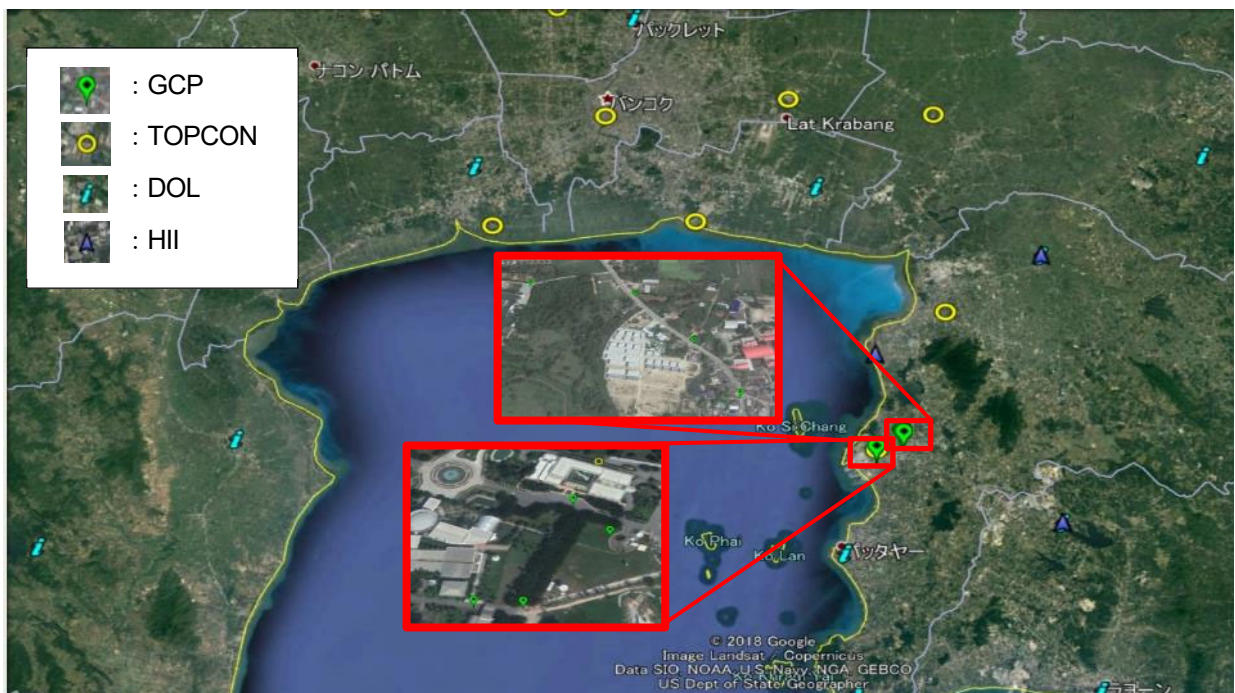 : GCP
: TOPCON
: DOL
: HII
パックレット
ナコン パトム
バンコク
Lat Krabang
Ko Si Chang
Ko Phai
Ko Lan
パッタヤー
© 2018 Google
Image Landsat / Copernicus
Data SIO, NOAA, U.S. Navy, NGA, GEBCO
US Dept of State Geographer